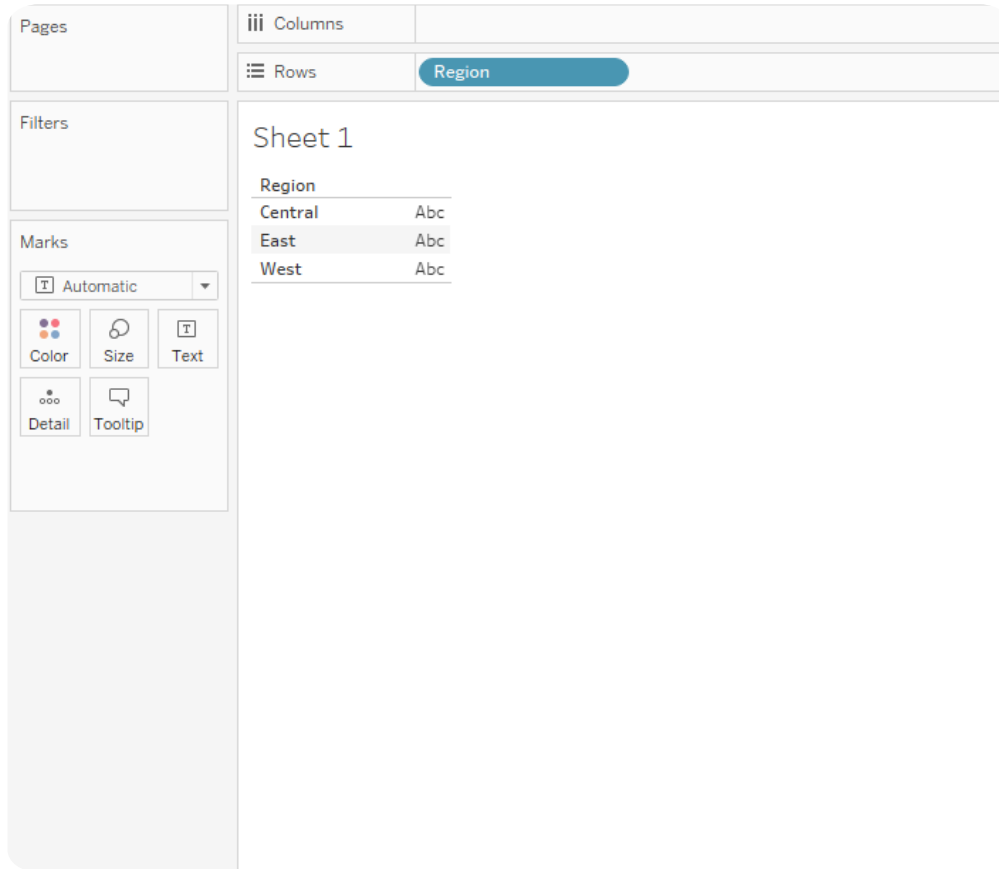 Pages
Columns
Rows
Region
Filters
Sheet 1
Region
Central Abc
East Abc
West Abc
Marks
T Automatic
Color Size T Text
Detail Tooltip